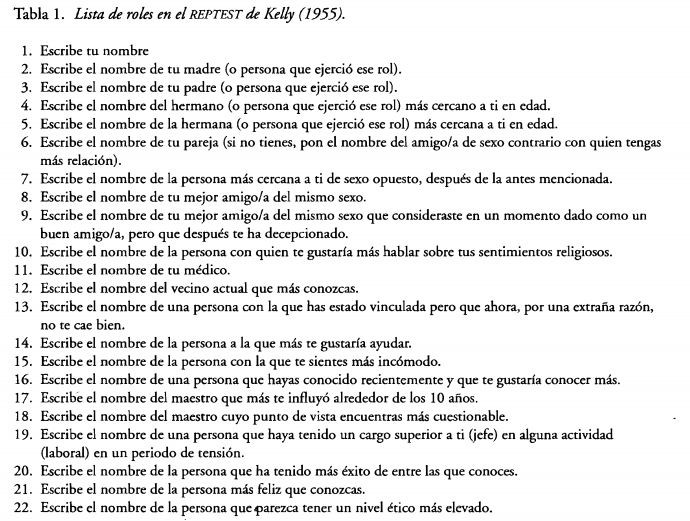 Tabla 1. Lista de roles en el REPTEST de Kelly (1955).
1. Escribe tu nombre
2. Escribe el nombre de tu madre (o persona que ejerció ese rol).
3. Escribe el nombre de tu padre (o persona que ejerció ese rol).
4. Escribe el nombre del hermano (o persona que ejerció ese rol) más cercano a ti en edad.
5. Escribe el nombre de la hermana (o persona que ejerció ese rol) más cercana a ti en edad.
6. Escribe el nombre de tu pareja (si no tienes, pon el nombre del amigo/a de sexo contrario con quien tengas
más relación).
7. Escribe el nombre de la persona más cercana a ti de sexo opuesto, después de la antes mencionada.
8. Escribe el nombre de tu mejor amigo/a del mismo sexo.
9. Escribe el nombre de tu mejor amigo/a del mismo sexo que consideraste en un momento dado como un
buen amigo/a, pero que después te ha decepcionado.
10. Escribe el nombre de la persona con quien te gustaría más hablar sobre tus sentimientos religiosos.
11. Escribe el nombre de tu médico.
12. Escribe el nombre del vecino actual que más conozcas.
13. Escribe el nombre de una persona con la que has estado vinculada pero que ahora, por una extraña razón,
no te cae bien.
14. Escribe el nombre de la persona a la que más te gustaría ayudar.
15. Escribe el nombre de la persona con la que te sientes más incómodo.
16. Escribe el nombre de una persona que hayas conocido recientemente y que te gustaría conocer más.
17. Escribe el nombre del maestro que más te influyó alrededor de los 10 años.
18. Escribe el nombre del maestro cuyo punto de vista encuentras más cuestionable.
19. Escribe el nombre de una persona que haya tenido un cargo superior a ti (jefe) en alguna actividad
(laboral) en un periodo de tensión.
20. Escribe el nombre de la persona que ha tenido más éxito de entre las que conoces.
21. Escribe el nombre de la persona más feliz que conozcas.
22. Escribe el nombre de la persona que parezca tener un nivel ético más elevado.